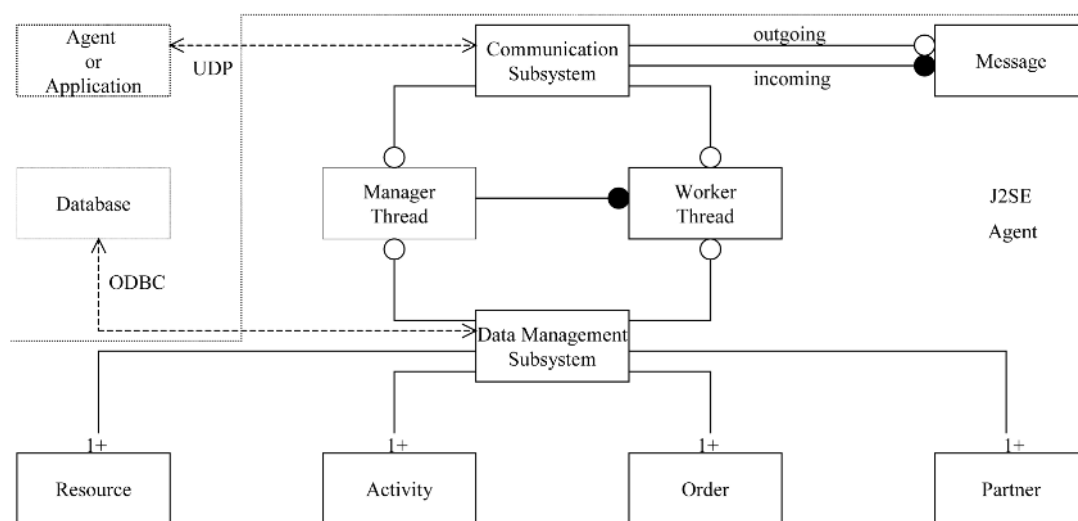 Agent
or
Application
UDP
Communication
Subsystem
outgoing
incoming
Message
Database
Manager
Thread
Worker
Thread
J2SE
Agent
ODBC
Data Management
Subsystem
1+
1+
1+
1+
Resource
Activity
Order
Partner